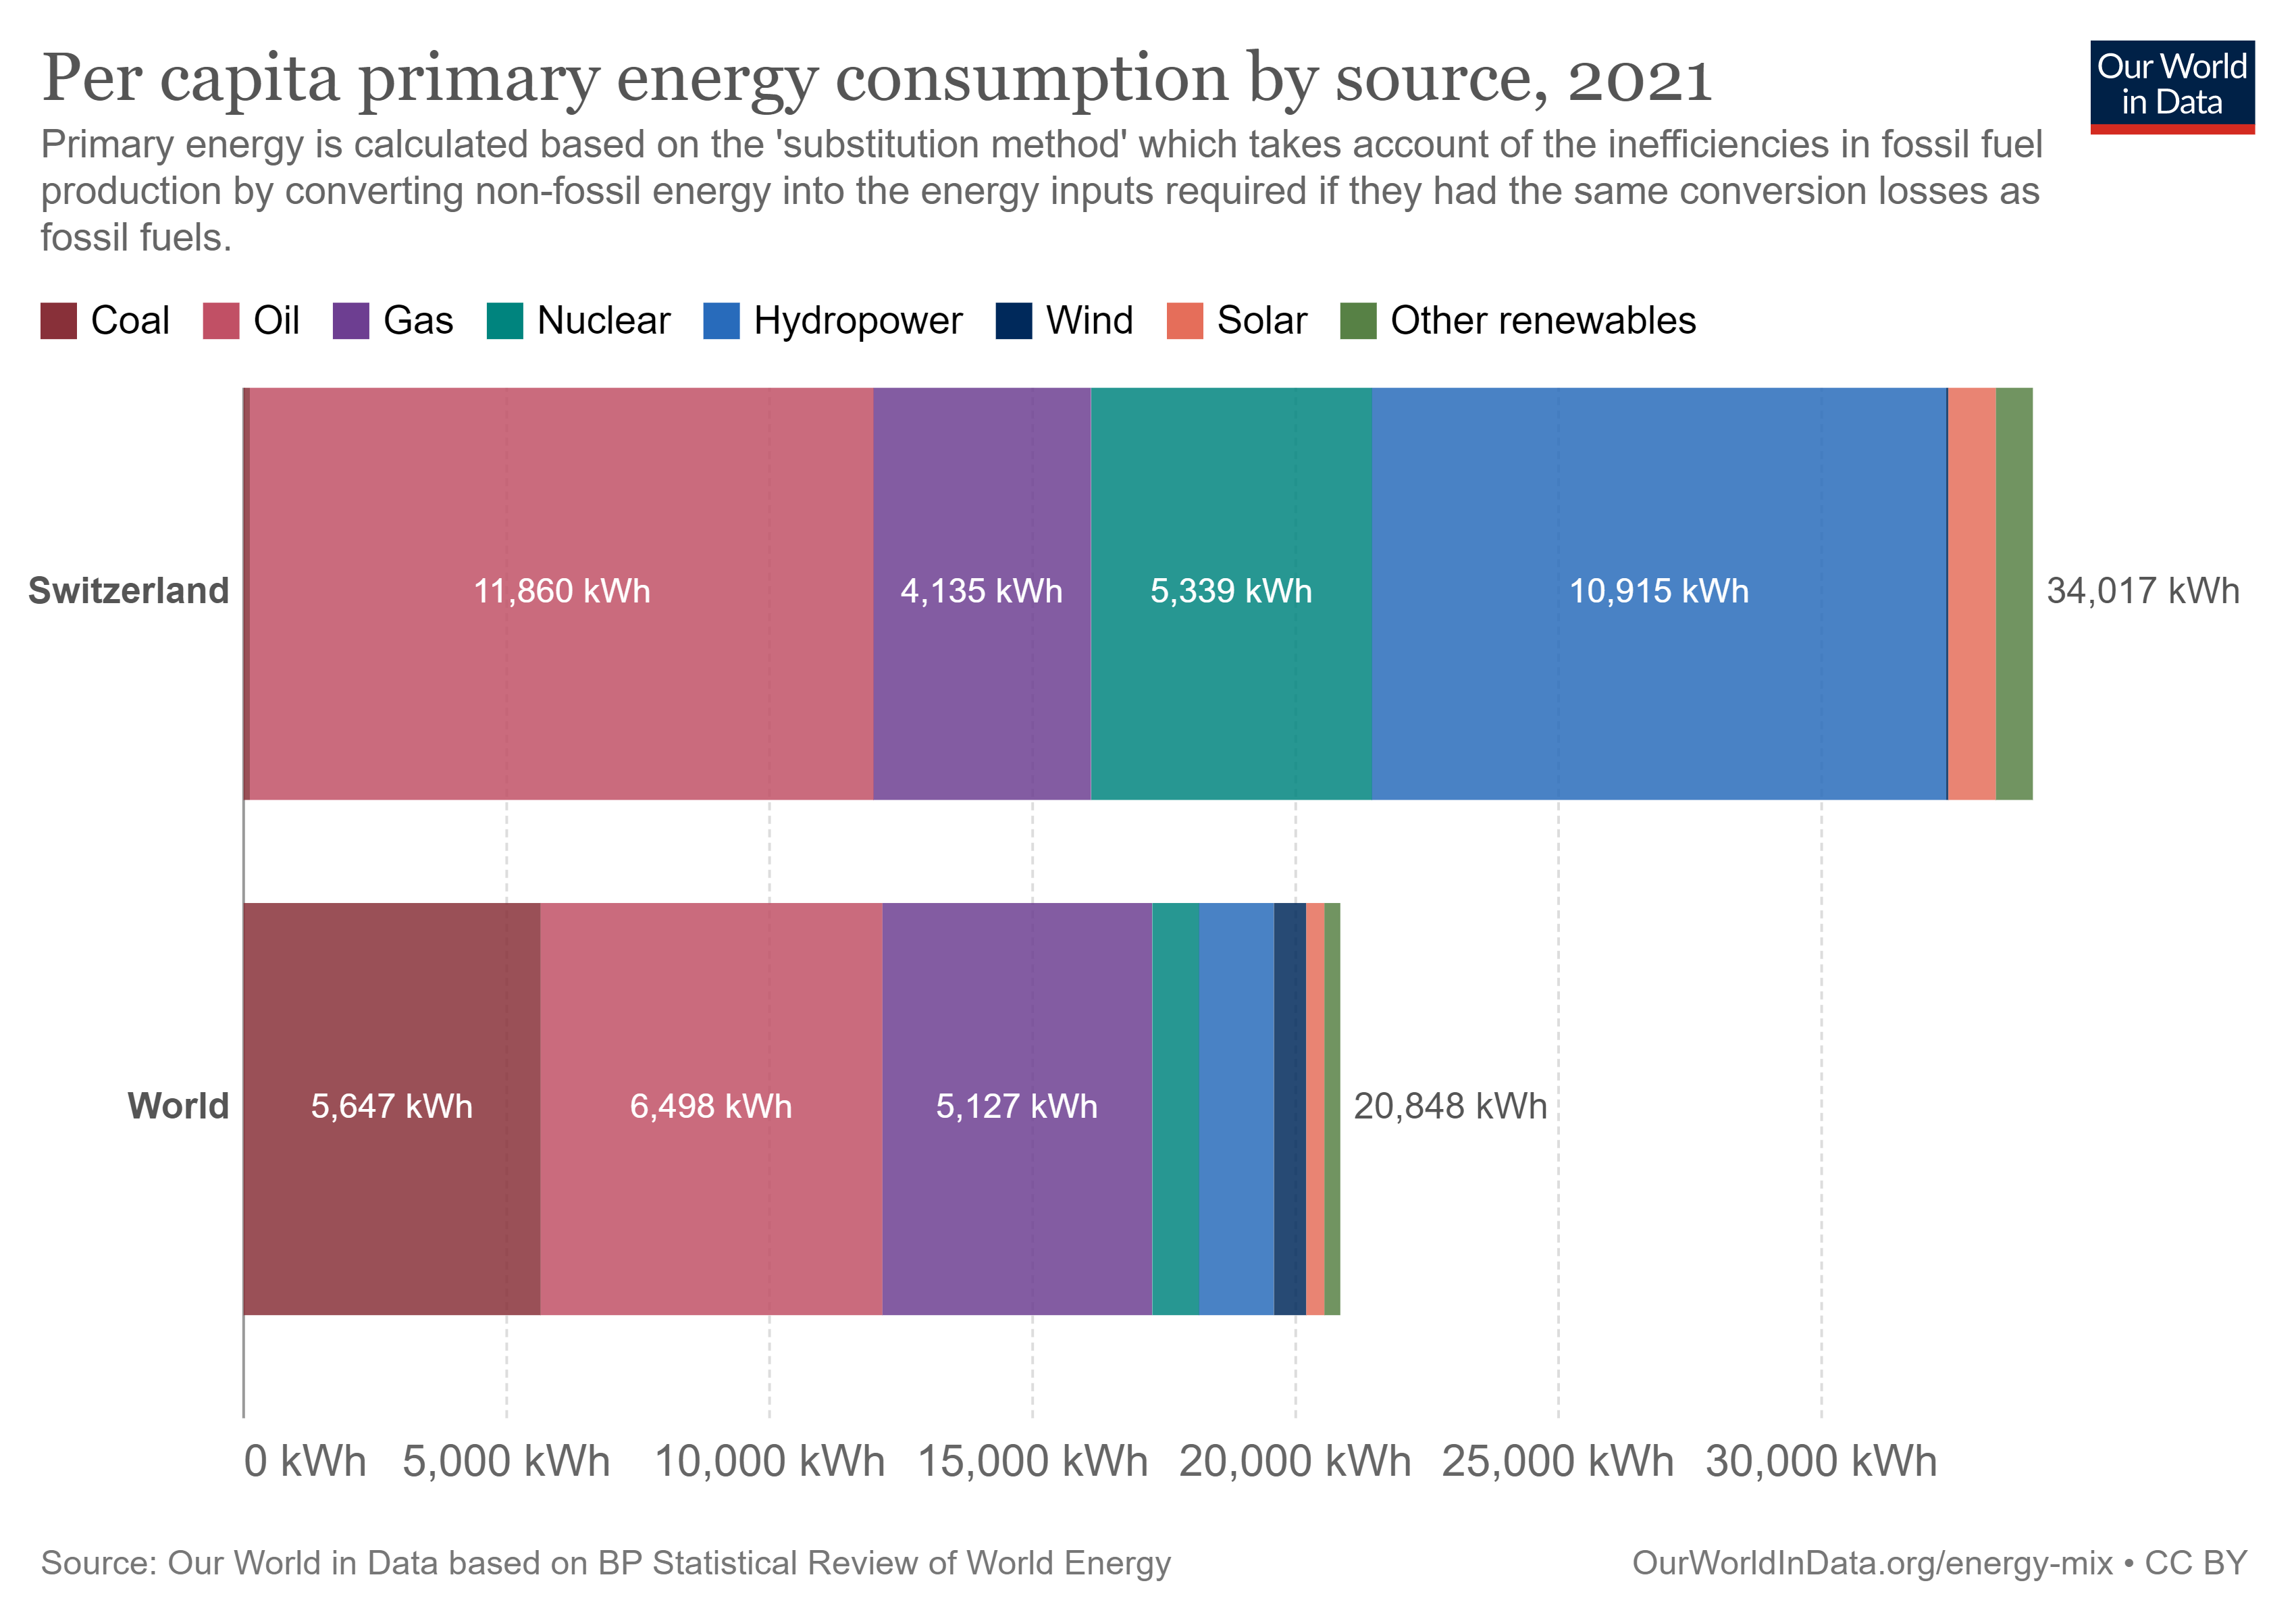 Per capita primary energy consumption by source, 2021
Our World
in Data
Primary energy is calculated based on the 'substitution method' which takes account of the inefficiencies in fossil fuel
production by converting non-fossil energy into the energy inputs required if they had the same conversion losses as
fossil fuels.
Coal Oil Gas Nuclear Hydropower Wind Solar Other renewables
Switzerland 11,860 kWh 4,135 kWh 5,339 kWh 10,915 kWh 34,017 kWh
World 5,647 kWh 6,498 kWh 5,127 kWh 20,848 kWh
0 kWh 5,000 kWh 10,000 kWh 15,000 kWh 20,000 kWh 25,000 kWh 30,000 kWh
Source: Our World in Data based on BP Statistical Review of World Energy OurWorldInData.org/energy-mix • CC BY